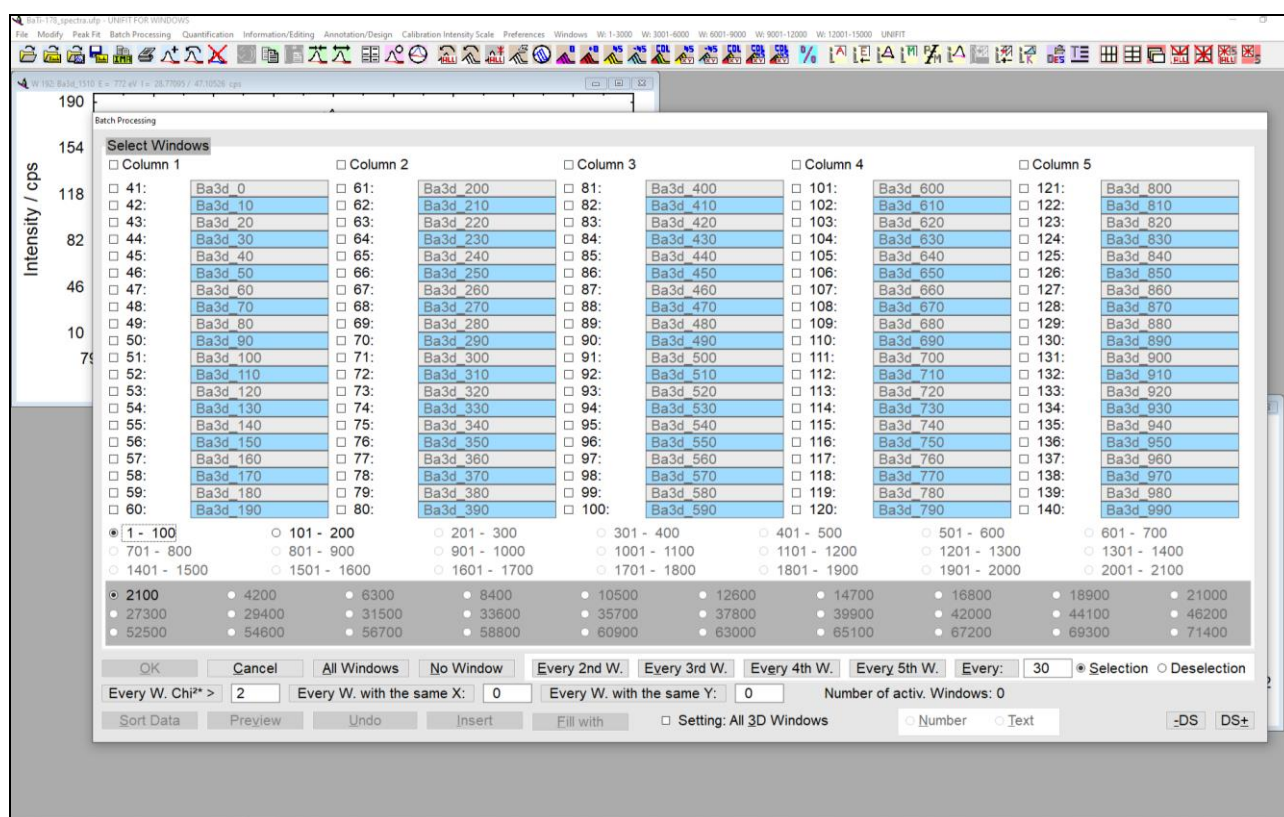 BaTi-178_spectra.ufp - UNIFIT FOR WINDOWS
File Modify Peak Fit Batch Processing Quantification Information/Editing Annotation/Design Calibration Intensity Scale Preferences Windows W: 1-3000 W: 3001-6000 W: 6001-9000 W: 9001-12000 W: 12001-15000 UNIFIT
W 192: Ba3d_1510 E = 772 eV I = 28.77095 / 47.10526 cps
190
154
118
82
46
10
79
Intensity / cps
Batch Processing
Select Windows
Column 1 Column 2 Column 3 Column 4 Column 5
41: Ba3d_0 61: Ba3d_200 81: Ba3d_400 101: Ba3d_600 121: Ba3d_800
42: Ba3d_10 62: Ba3d_210 82: Ba3d_410 102: Ba3d_610 122: Ba3d_810
43: Ba3d_20 63: Ba3d_220 83: Ba3d_420 103: Ba3d_620 123: Ba3d_820
44: Ba3d_30 64: Ba3d_230 84: Ba3d_430 104: Ba3d_630 124: Ba3d_830
45: Ba3d_40 65: Ba3d_240 85: Ba3d_440 105: Ba3d_640 125: Ba3d_840
46: Ba3d_50 66: Ba3d_250 86: Ba3d_450 106: Ba3d_650 126: Ba3d_850
47: Ba3d_60 67: Ba3d_260 87: Ba3d_460 107: Ba3d_660 127: Ba3d_860
48: Ba3d_70 68: Ba3d_270 88: Ba3d_470 108: Ba3d_670 128: Ba3d_870
49: Ba3d_80 69: Ba3d_280 89: Ba3d_480 109: Ba3d_680 129: Ba3d_880
50: Ba3d_90 70: Ba3d_290 90: Ba3d_490 110: Ba3d_690 130: Ba3d_890
51: Ba3d_100 71: Ba3d_300 91: Ba3d_500 111: Ba3d_700 131: Ba3d_900
52: Ba3d_110 72: Ba3d_310 92: Ba3d_510 112: Ba3d_710 132: Ba3d_910
53: Ba3d_120 73: Ba3d_320 93: Ba3d_520 113: Ba3d_720 133: Ba3d_920
54: Ba3d_130 74: Ba3d_330 94: Ba3d_530 114: Ba3d_730 134: Ba3d_930
55: Ba3d_140 75: Ba3d_340 95: Ba3d_540 115: Ba3d_740 135: Ba3d_940
56: Ba3d_150 76: Ba3d_350 96: Ba3d_550 116: Ba3d_750 136: Ba3d_950
57: Ba3d_160 77: Ba3d_360 97: Ba3d_560 117: Ba3d_760 137: Ba3d_960
58: Ba3d_170 78: Ba3d_370 98: Ba3d_570 118: Ba3d_770 138: Ba3d_970
59: Ba3d_180 79: Ba3d_380 99: Ba3d_580 119: Ba3d_780 139: Ba3d_980
60: Ba3d_190 80: Ba3d_390 100: Ba3d_590 120: Ba3d_790 140: Ba3d_990
1 - 100 101 - 200 201 - 300 301 - 400 401 - 500 501 - 600 601 - 700
701 - 800 801 - 900 901 - 1000 1001 - 1100 1101 - 1200 1201 - 1300 1301 - 1400
1401 - 1500 1501 - 1600 1601 - 1700 1701 - 1800 1801 - 1900 1901 - 2000 2001 - 2100
2100 4200 6300 8400 10500 12600 14700 16800 18900 21000
27300 29400 31500 33600 35700 37800 39900 42000 44100 46200
52500 54600 56700 58800 60900 63000 65100 67200 69300 71400
OK Cancel All Windows No Window Every 2nd W. Every 3rd W. Every 4th W. Every 5th W. Every: 30 Selection Deselection
Every W. Chi²* > 2 Every W. with the same X: 0 Every W. with the same Y: 0 Number of activ. Windows: 0
Sort Data Preview Undo Insert Fill with Setting: All 3D Windows Number Text -DS DS+
2